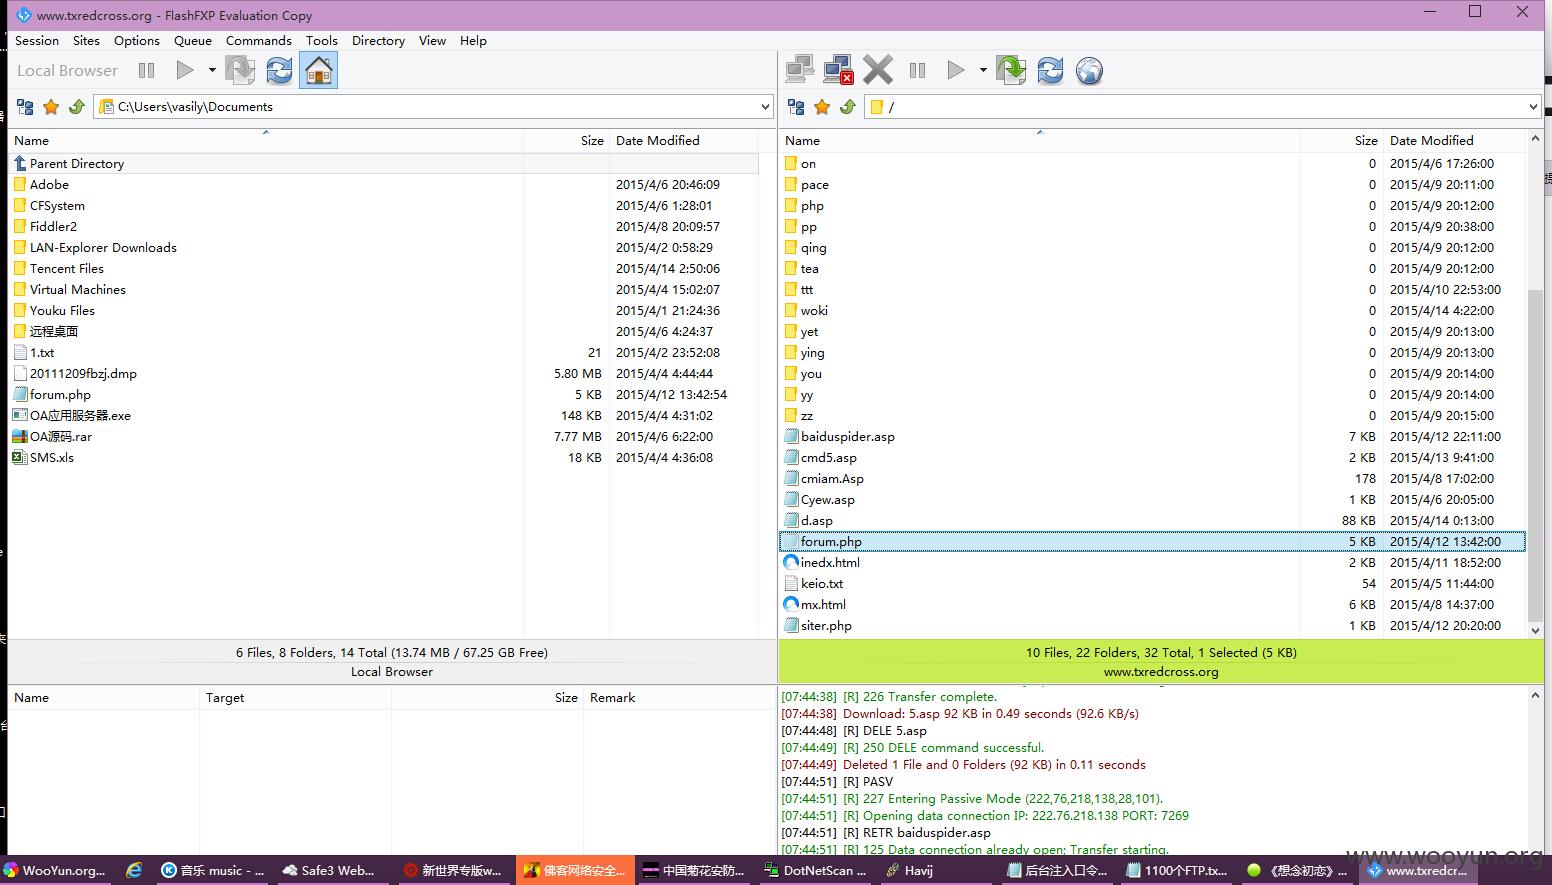 www.txredcross.org - FlashFXP Evaluation Copy
Session Sites Options Queue Commands Tools Directory View Help
Local Browser
C:\Users\vasily\Documents
/
Name Size Date Modified
Parent Directory
Adobe 2015/4/6 20:46:09
CFSystem 2015/4/6 1:28:01
Fiddler2 2015/4/8 20:09:57
LAN-Explorer Downloads 2015/4/2 0:58:29
Tencent Files 2015/4/14 2:50:06
Virtual Machines 2015/4/4 15:02:07
Youku Files 2015/4/1 21:24:36
远程桌面 2015/4/6 4:24:37
1.txt 21 2015/4/2 23:52:08
20111209fbzj.dmp 5.80 MB 2015/4/4 4:44:44
forum.php 5 KB 2015/4/12 13:42:54
OA应用服务器.exe 148 KB 2015/4/4 4:31:02
OA源码.rar 7.77 MB 2015/4/6 6:22:00
SMS.xls 18 KB 2015/4/4 4:36:08
6 Files, 8 Folders, 14 Total (13.74 MB / 67.25 GB Free)
Local Browser
Name Size Date Modified
on 0 2015/4/6 17:26:00
pace 0 2015/4/9 20:11:00
php 0 2015/4/9 20:12:00
pp 0 2015/4/9 20:38:00
qing 0 2015/4/9 20:12:00
tea 0 2015/4/9 20:12:00
ttt 0 2015/4/10 22:53:00
woki 0 2015/4/14 4:22:00
yet 0 2015/4/9 20:13:00
ying 0 2015/4/9 20:13:00
you 0 2015/4/9 20:14:00
yy 0 2015/4/9 20:14:00
zz 0 2015/4/9 20:15:00
baiduspider.asp 7 KB 2015/4/12 22:11:00
cmd5.asp 2 KB 2015/4/13 9:41:00
cmiam.Asp 178 2015/4/8 17:02:00
Cyew.asp 1 KB 2015/4/6 20:05:00
d.asp 88 KB 2015/4/14 0:13:00
forum.php 5 KB 2015/4/12 13:42:00
inedx.html 2 KB 2015/4/11 18:52:00
keio.txt 54 2015/4/5 11:44:00
mx.html 6 KB 2015/4/8 14:37:00
siter.php 1 KB 2015/4/12 20:20:00
10 Files, 22 Folders, 32 Total, 1 Selected (5 KB)
www.txredcross.org
Name Target Size Remark
[07:44:38] [R] 226 Transfer complete.
[07:44:38] Download: 5.asp 92 KB in 0.49 seconds (92.6 KB/s)
[07:44:48] [R] DELE 5.asp
[07:44:49] [R] 250 DELE command successful.
[07:44:49] Deleted 1 File and 0 Folders (92 KB) in 0.11 seconds
[07:44:51] [R] PASV
[07:44:51] [R] 227 Entering Passive Mode (222,76,218,138,28,101).
[07:44:51] [R] Opening data connection IP: 222.76.218.138 PORT: 7269
[07:44:51] [R] RETR baiduspider.asp
[07:44:51] [R] 125 Data connection already open; Transfer starting.
WooYun.org... 音乐 music - ... Safe3 Web... 新世界专版w... 佛客网络安全... 中国菊花安防... DotNetScan ... Havij 后台注入口令... 1100个FTP.tx... 《想念初恋》... www.txredcross...
www.wooyun.org